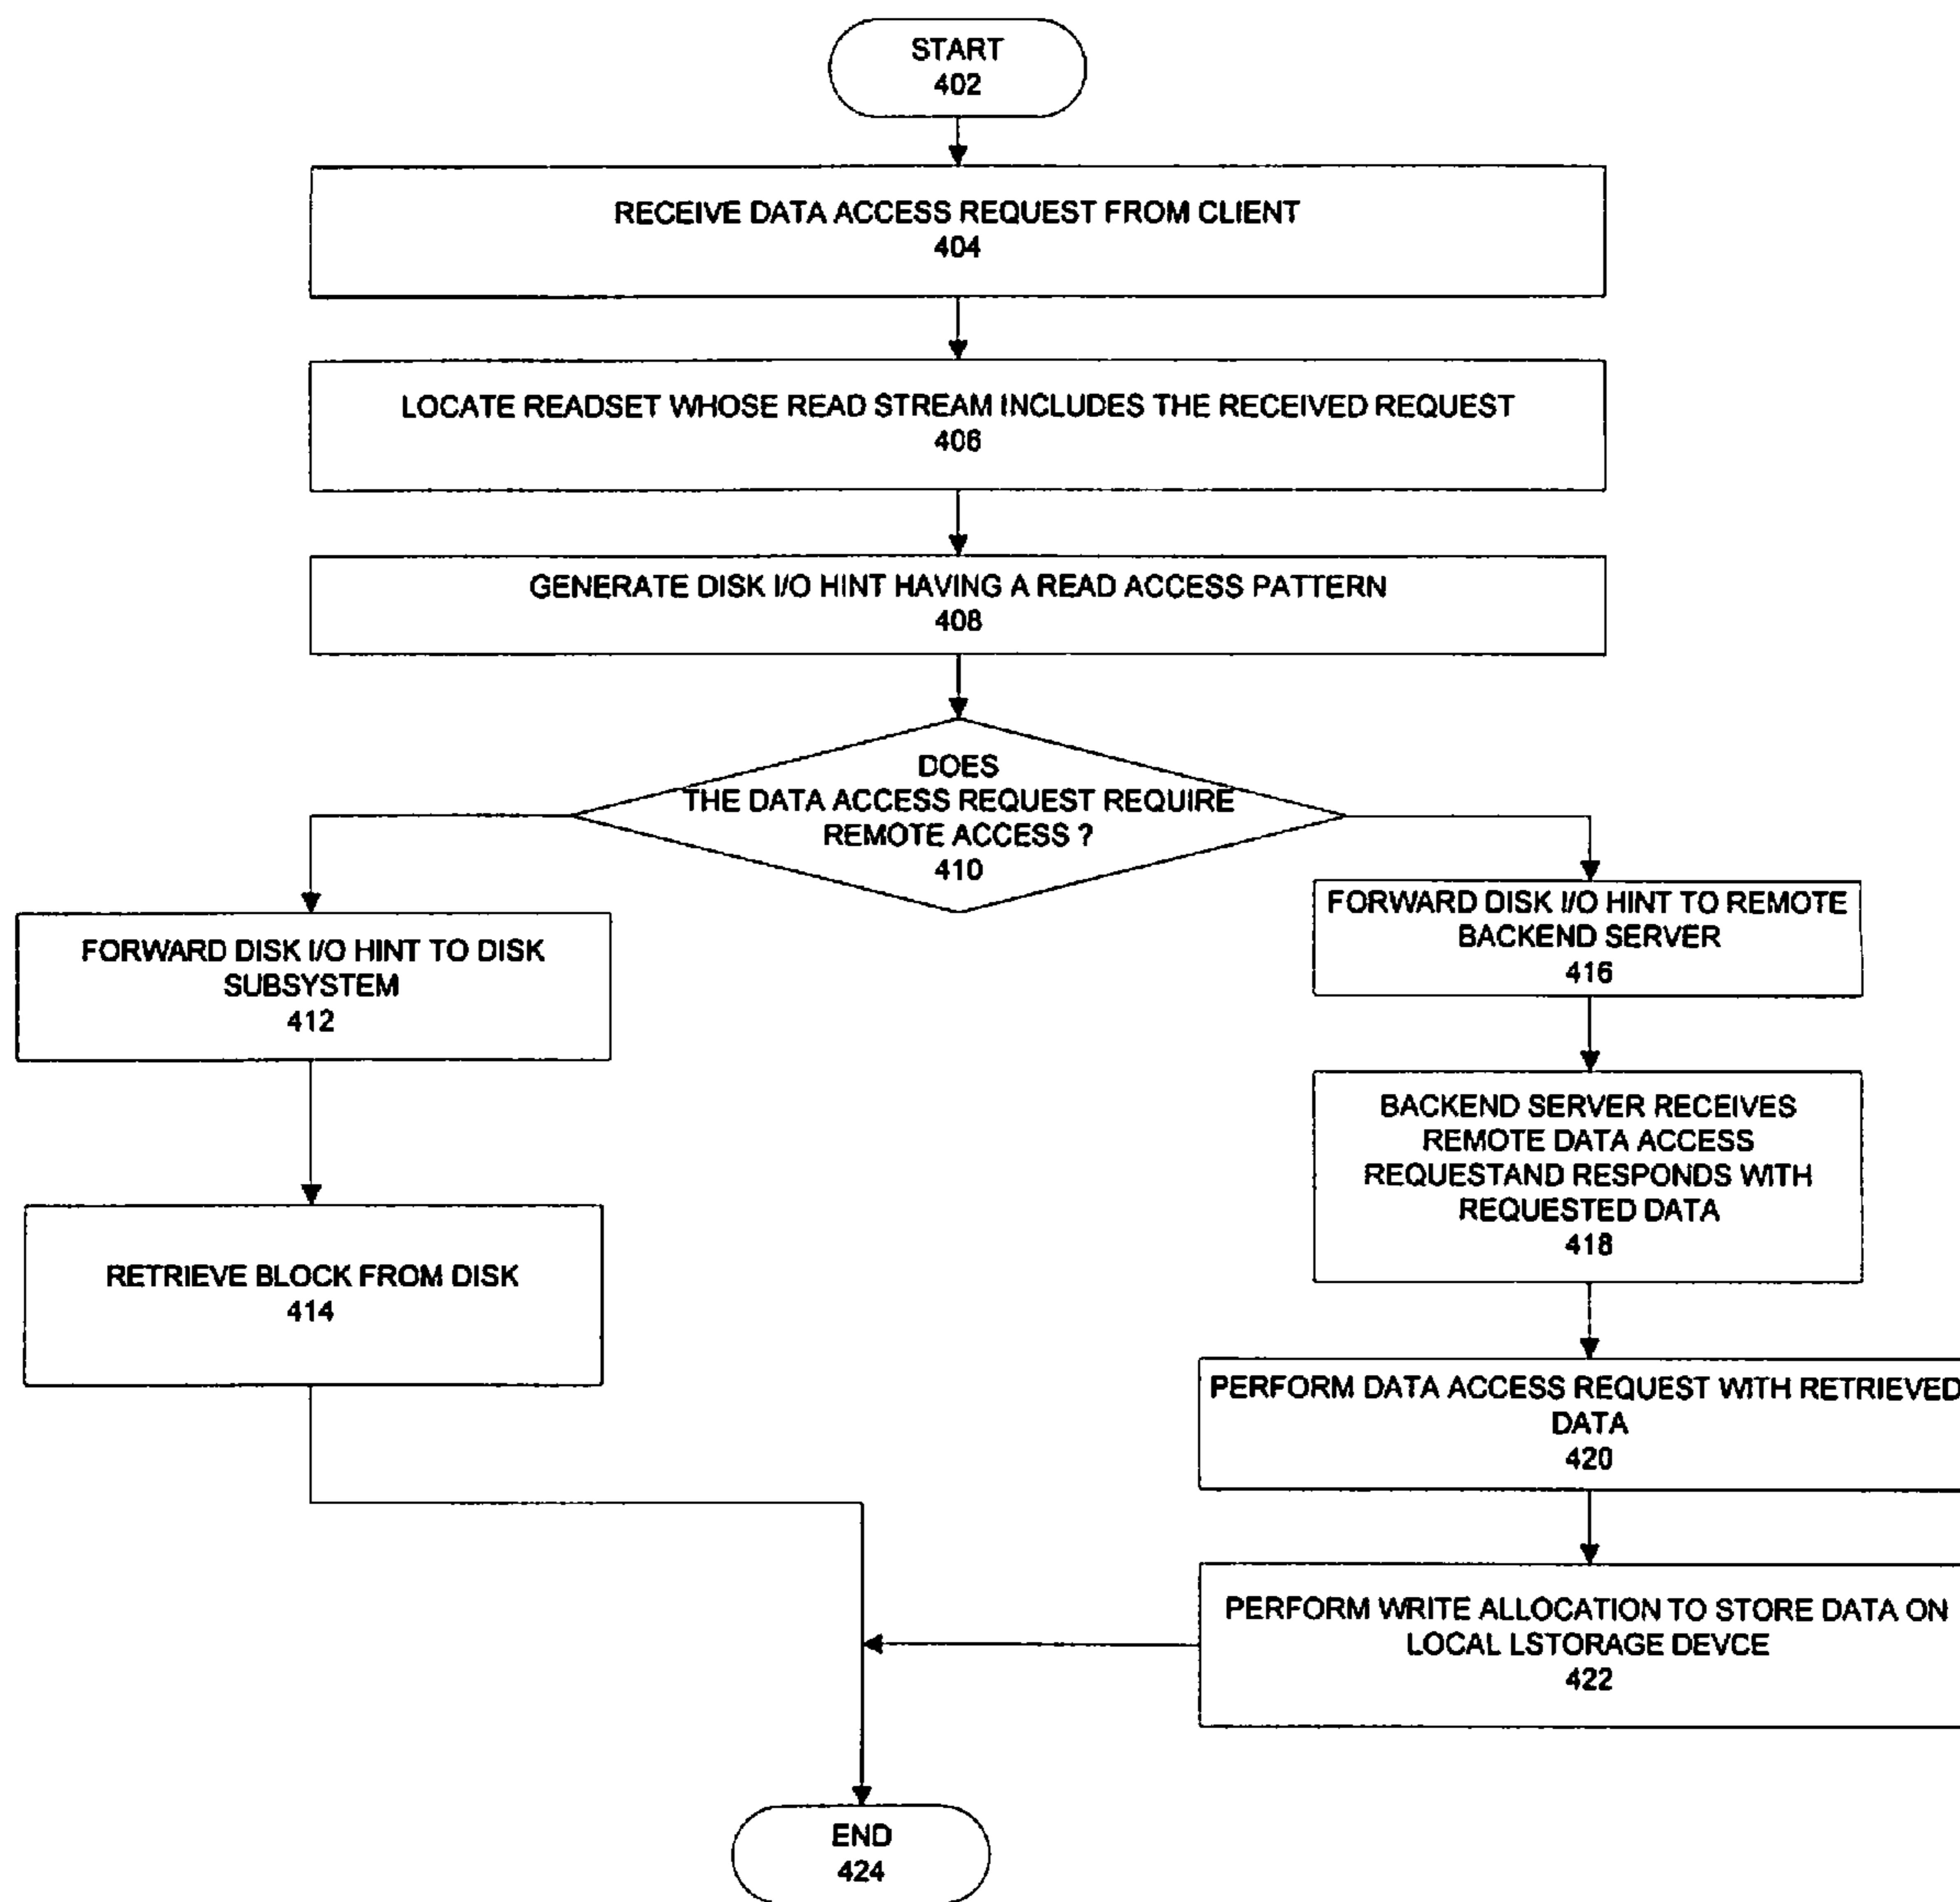 START
402
RECEIVE DATA ACCESS REQUEST FROM CLIENT
404
LOCATE READSET WHOSE READ STREAM INCLUDES THE RECEIVED REQUEST
406
GENERATE DISK I/O HINT HAVING A READ ACCESS PATTERN
408
DOES
THE DATA ACCESS REQUEST REQUIRE
REMOTE ACCESS ?
410
FORWARD DISK I/O HINT TO DISK
SUBSYSTEM
412
RETRIEVE BLOCK FROM DISK
414
FORWARD DISK I/O HINT TO REMOTE
BACKEND SERVER
416
BACKEND SERVER RECEIVES
REMOTE DATA ACCESS
REQUESTAND RESPONDS WITH
REQUESTED DATA
418
PERFORM DATA ACCESS REQUEST WITH RETRIEVED
DATA
420
PERFORM WRITE ALLOCATION TO STORE DATA ON
LOCAL LSTORAGE DEVCE
422
END
424